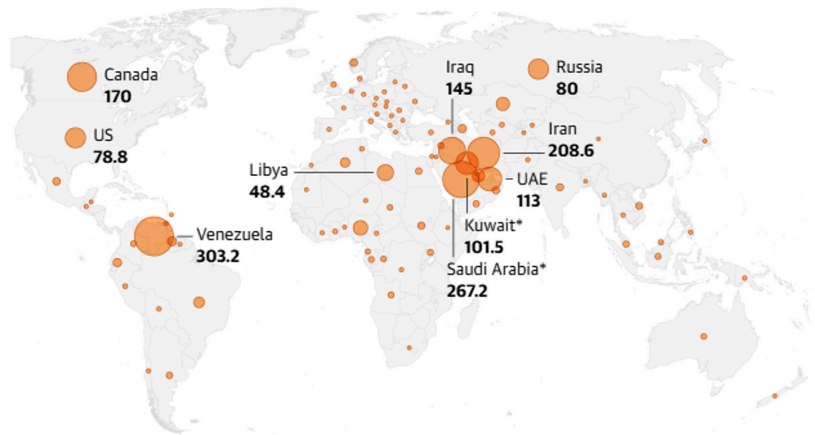 Canada
170
US
78.8
Venezuela
303.2
Libya
48.4
Iraq
145
Russia
80
Iran
208.6
UAE
113
Kuwait*
101.5
Saudi Arabia*
267.2